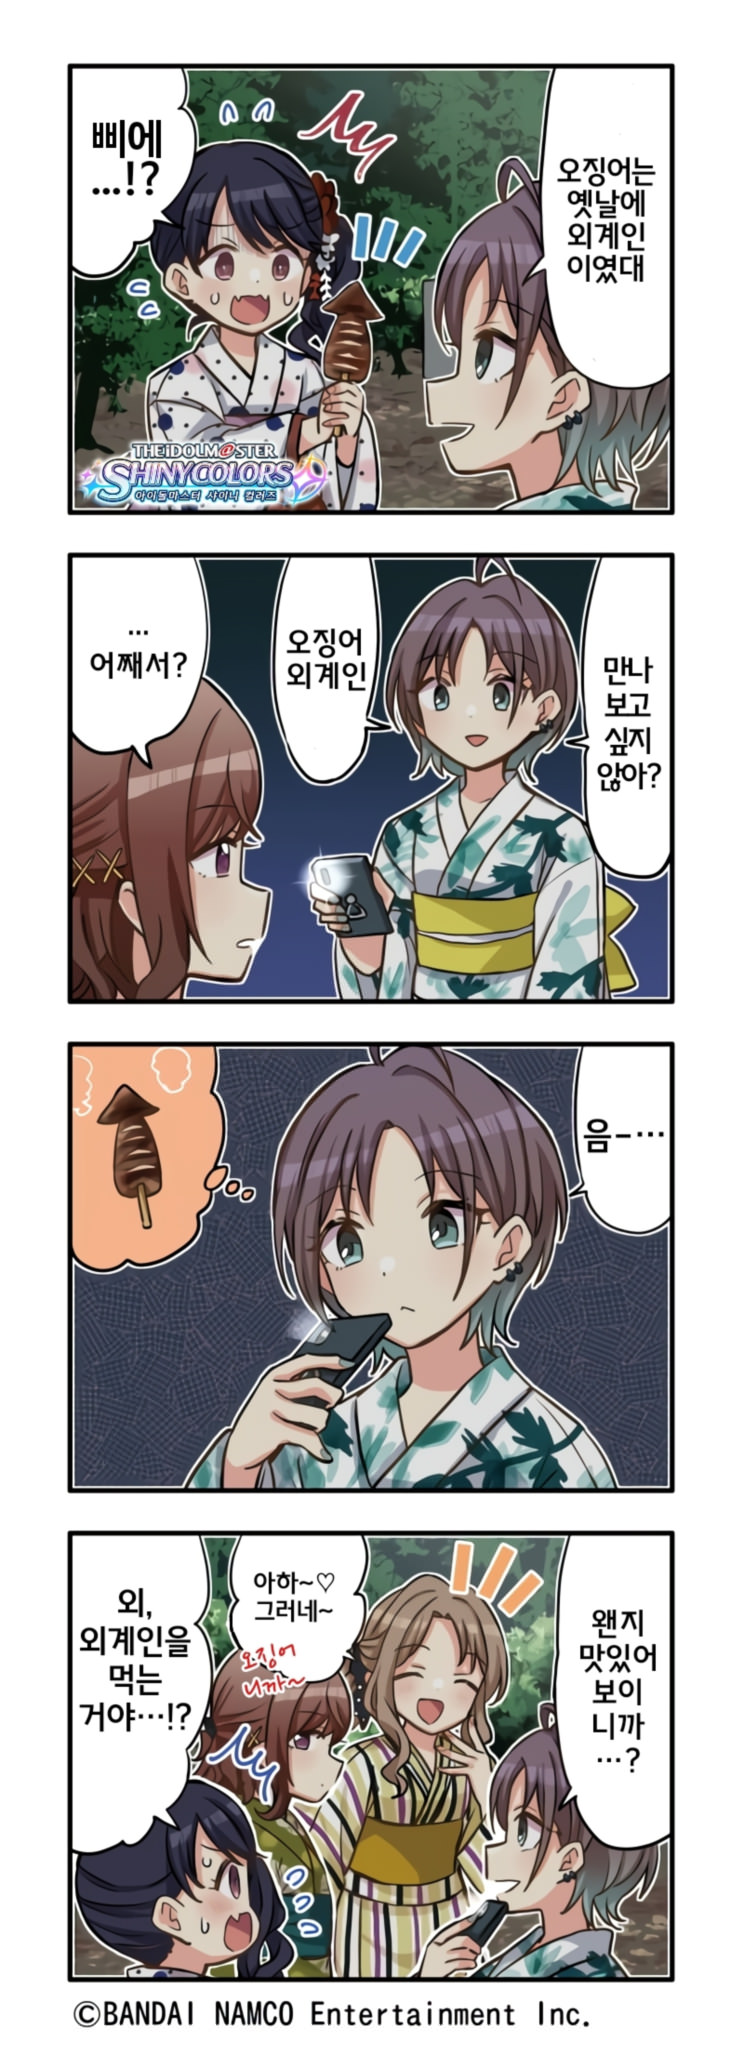 오징어는
옛날에
외계인
이였대
삐에
...!?
THE iDOLM@STER
SHINY COLORS
아이돌마스터 샤이니 컬러즈
만나
보고
싶지
않아?
오징어
외계인
...
어째서?
음-...
왠지
맛있어
보이
니까
...?
아하~♡
그러네~
오징어
니까~
외,
외계인을
먹는
거야...!?
©BANDAI NAMCO Entertainment Inc.